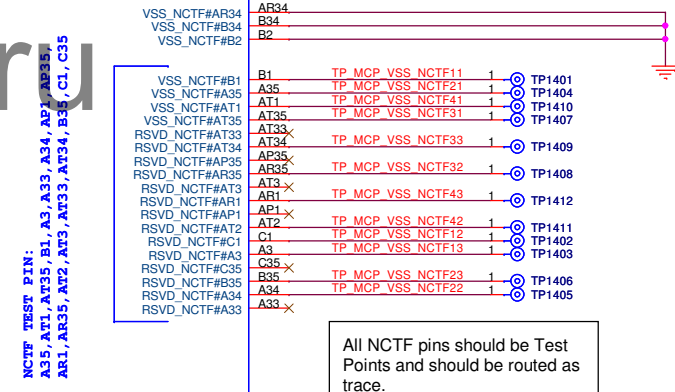 VSS_NCTF#AR34 AR34
VSS_NCTF#B34 B34
VSS_NCTF#B2 B2
VSS_NCTF#B1 B1 TP_MCP_VSS_NCTF11 1 TP1401
VSS_NCTF#A35 A35 TP_MCP_VSS_NCTF21 1 TP1404
VSS_NCTF#AT1 AT1 TP_MCP_VSS_NCTF41 1 TP1410
VSS_NCTF#AT35 AT35 TP_MCP_VSS_NCTF31 1 TP1407
RSVD_NCTF#AT33 AT33
RSVD_NCTF#AT34 AT34 TP_MCP_VSS_NCTF33 1 TP1409
RSVD_NCTF#AP35 AP35
RSVD_NCTF#AR35 AR35 TP_MCP_VSS_NCTF32 1 TP1408
RSVD_NCTF#AT3 AT3
RSVD_NCTF#AR1 AR1 TP_MCP_VSS_NCTF43 1 TP1412
RSVD_NCTF#AP1 AP1
RSVD_NCTF#AT2 AT2 TP_MCP_VSS_NCTF42 1 TP1411
RSVD_NCTF#C1 C1 TP_MCP_VSS_NCTF12 1 TP1402
RSVD_NCTF#A3 A3 TP_MCP_VSS_NCTF13 1 TP1403
RSVD_NCTF#C35 C35
RSVD_NCTF#B35 B35 TP_MCP_VSS_NCTF23 1 TP1406
RSVD_NCTF#A34 A34 TP_MCP_VSS_NCTF22 1 TP1405
RSVD_NCTF#A33 A33
NCTF TEST PIN:
A35,AT1,AT35,B1,A3,A33,A34,AP1,AP35,
AR1,AR35,AT2,AT3,AT33,AT34,B35,C1,C35
ru
All NCTF pins should be Test
Points and should be routed as
trace.